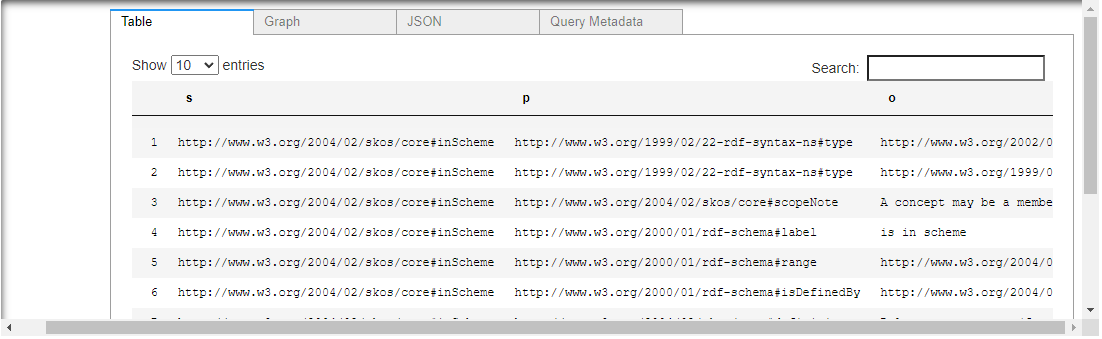 Table Graph JSON Query Metadata
Show 10 entries Search:
s p o
1 http://www.w3.org/2004/02/skos/core#inScheme http://www.w3.org/1999/02/22-rdf-syntax-ns#type http://www.w3.org/2002/0
2 http://www.w3.org/2004/02/skos/core#inScheme http://www.w3.org/1999/02/22-rdf-syntax-ns#type http://www.w3.org/1999/0
3 http://www.w3.org/2004/02/skos/core#inScheme http://www.w3.org/2004/02/skos/core#scopeNote A concept may be a membe
4 http://www.w3.org/2004/02/skos/core#inScheme http://www.w3.org/2000/01/rdf-schema#label is in scheme
5 http://www.w3.org/2004/02/skos/core#inScheme http://www.w3.org/2000/01/rdf-schema#range http://www.w3.org/2004/0
6 http://www.w3.org/2004/02/skos/core#inScheme http://www.w3.org/2000/01/rdf-schema#isDefinedBy http://www.w3.org/2004/0